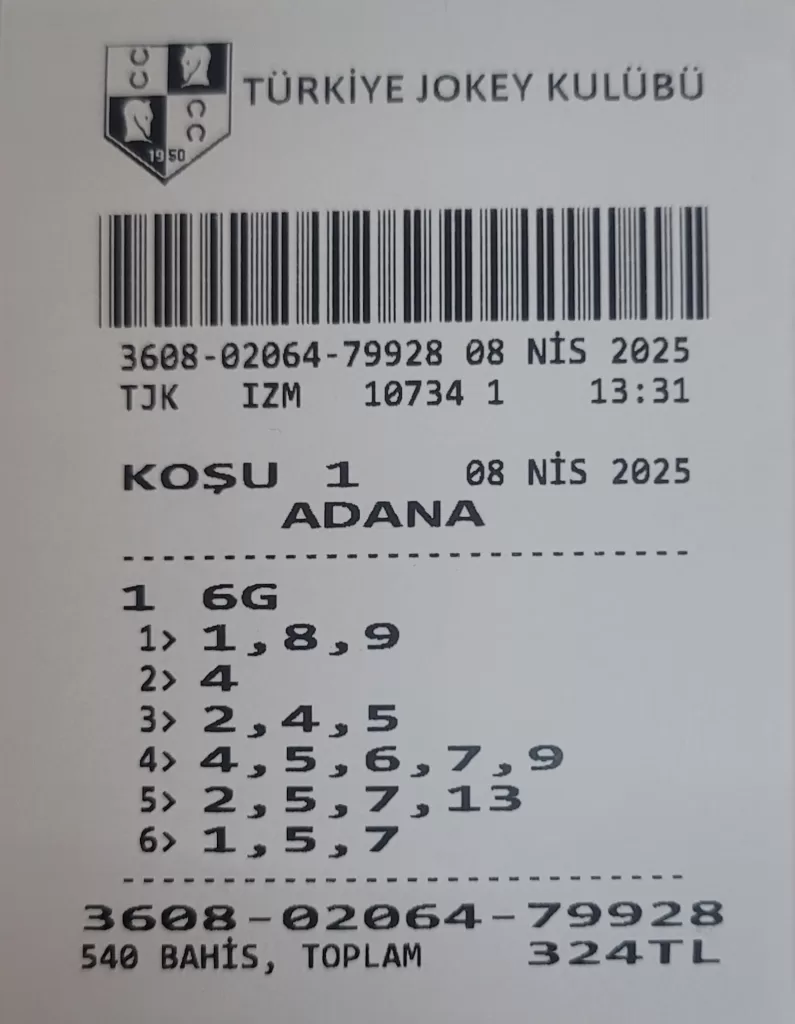 C C
C C
1950
TÜRKİYE JOKEY KULÜBÜ
3608-02064-79928 08 NİS 2025
TJK IZM 10734 1 13:31
KOŞU 1 08 NİS 2025
ADANA
1 6G
1> 1,8,9
2> 4
3> 2,4,5
4> 4,5,6,7,9
5> 2,5,7,13
6> 1,5,7
3608-02064-79928
540 BAHİS, TOPLAM 324TL